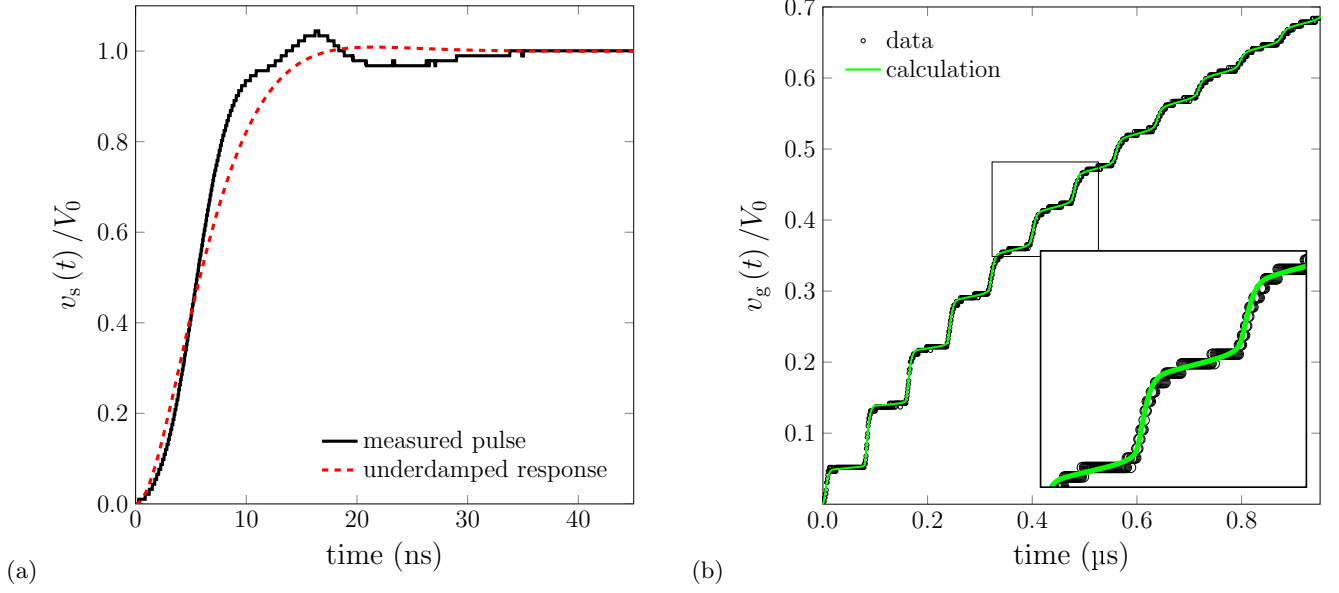 1.0
0.8
0.6
0.4
0.2
0.0
v_s (t) /V_0
measured pulse
underdamped response
0 10 20 30 40
time (ns)
(a)
0.7
0.6
0.5
0.4
0.3
0.2
0.1
v_g (t) /V_0
data
calculation
0.0 0.2 0.4 0.6 0.8
time (µs)
(b)